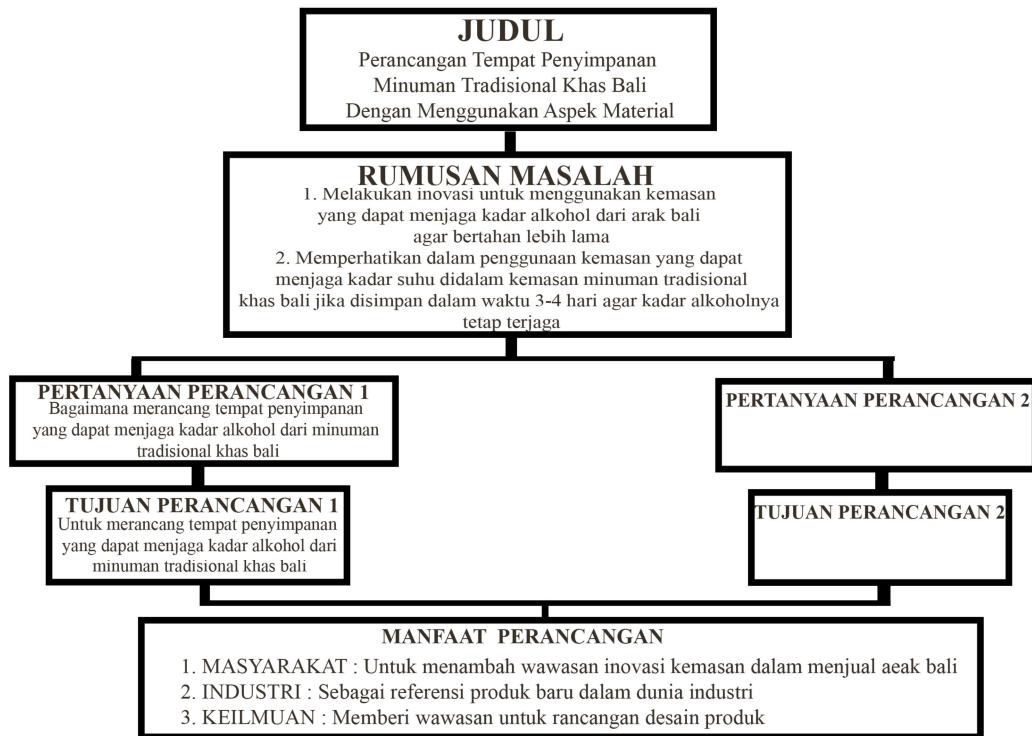 JUDUL
Perancangan Tempat Penyimpanan
Minuman Tradisional Khas Bali
Dengan Menggunakan Aspek Material
RUMUSAN MASALAH
1. Melakukan inovasi untuk menggunakan kemasan
yang dapat menjaga kadar alkohol dari arak bali
agar bertahan lebih lama
2. Memperhatikan dalam penggunaan kemasan yang dapat
menjaga kadar suhu didalam kemasan minuman tradisional
khas bali jika disimpan dalam waktu 3-4 hari agar kadar alkoholnya
tetap terjaga
PERTANYAAN PERANCANGAN 1
Bagaimana merancang tempat penyimpanan
yang dapat menjaga kadar alkohol dari minuman
tradisional khas bali
PERTANYAAN PERANCANGAN 2
TUJUAN PERANCANGAN 1
Untuk merancang tempat penyimpanan
yang dapat menjaga kadar alkohol dari
minuman tradisional khas bali
TUJUAN PERANCANGAN 2
MANFAAT PERANCANGAN
1. MASYARAKAT : Untuk menambah wawasan inovasi kemasan dalam menjual aeak bali
2. INDUSTRI : Sebagai referensi produk baru dalam dunia industri
3. KEILMUAN : Memberi wawasan untuk rancangan desain produk